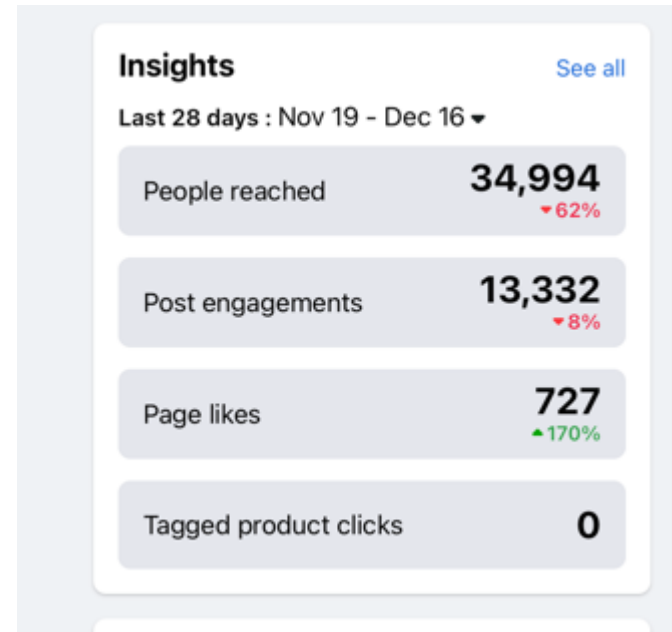 Insights
See all
Last 28 days : Nov 19 - Dec 16
People reached
34,994
62%
Post engagements
13,332
8%
Page likes
727
170%
Tagged product clicks
0